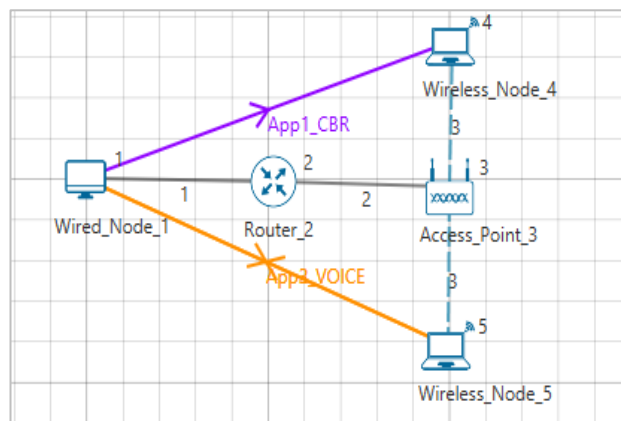 4
Wireless_Node_4
App1_CBR
3
1
2
3
1
2
Wired_Node_1
Router_2
Access_Point_3
App2_VOICE
3
5
Wireless_Node_5